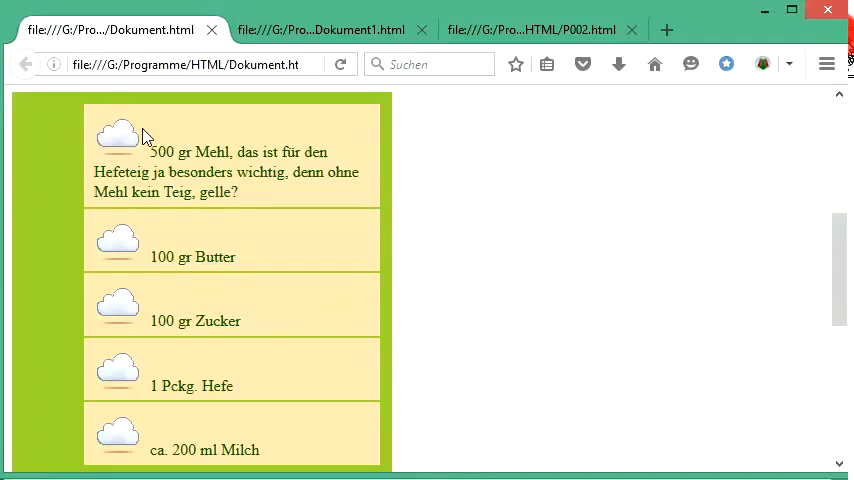 file:///G:/Pro.../Dokument.html
file:///G:/Pro...Dokument1.html
file:///G:/Pro...HTML/P002.html
file:///G:/Programme/HTML/Dokument.ht
Suchen
500 gr Mehl, das ist für den
Hefeteig ja besonders wichtig, denn ohne
Mehl kein Teig, gelle?
100 gr Butter
100 gr Zucker
1 Pckg. Hefe
ca. 200 ml Milch